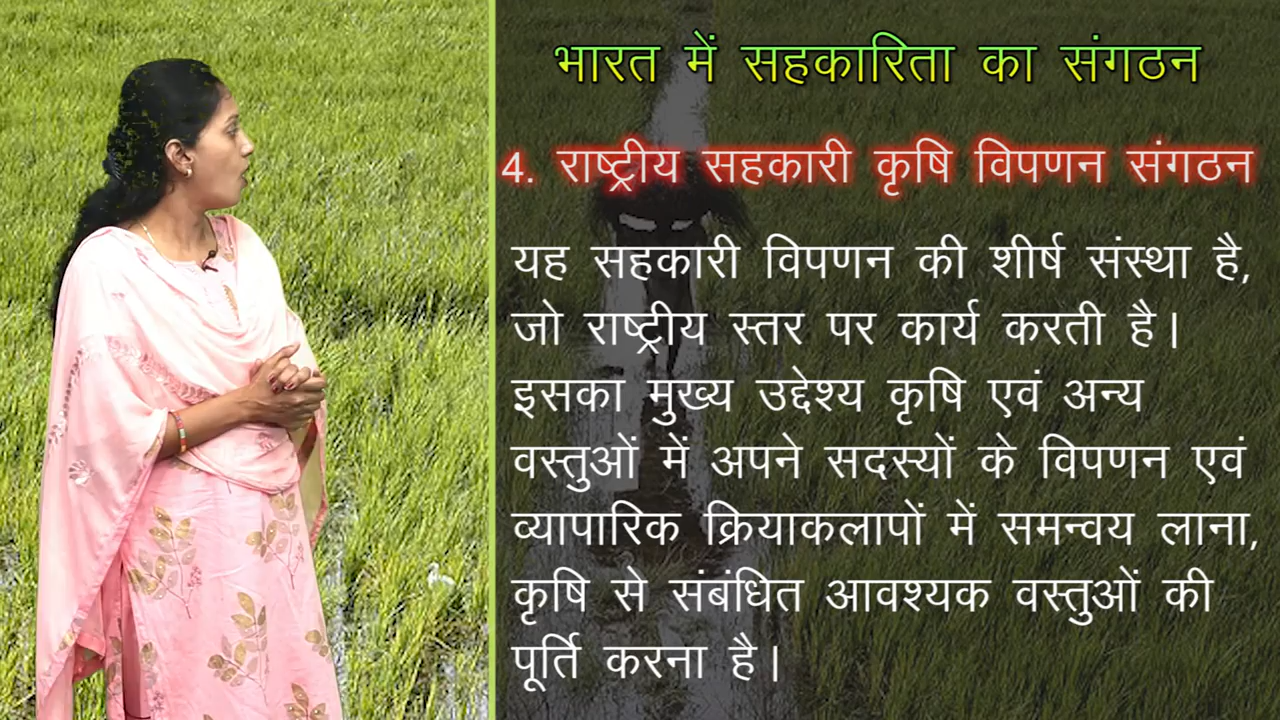 भारत में सहकारिता का संगठन
4. राष्ट्रीय सहकारी कृषि विपणन संगठन
यह सहकारी विपणन की शीर्ष संस्था है,
जो राष्ट्रीय स्तर पर कार्य करती है।
इसका मुख्य उद्देश्य कृषि एवं अन्य
वस्तुओं में अपने सदस्यों के विपणन एवं
व्यापारिक क्रियाकलापों में समन्वय लाना,
कृषि से संबंधित आवश्यक वस्तुओं की
पूर्ति करना है।